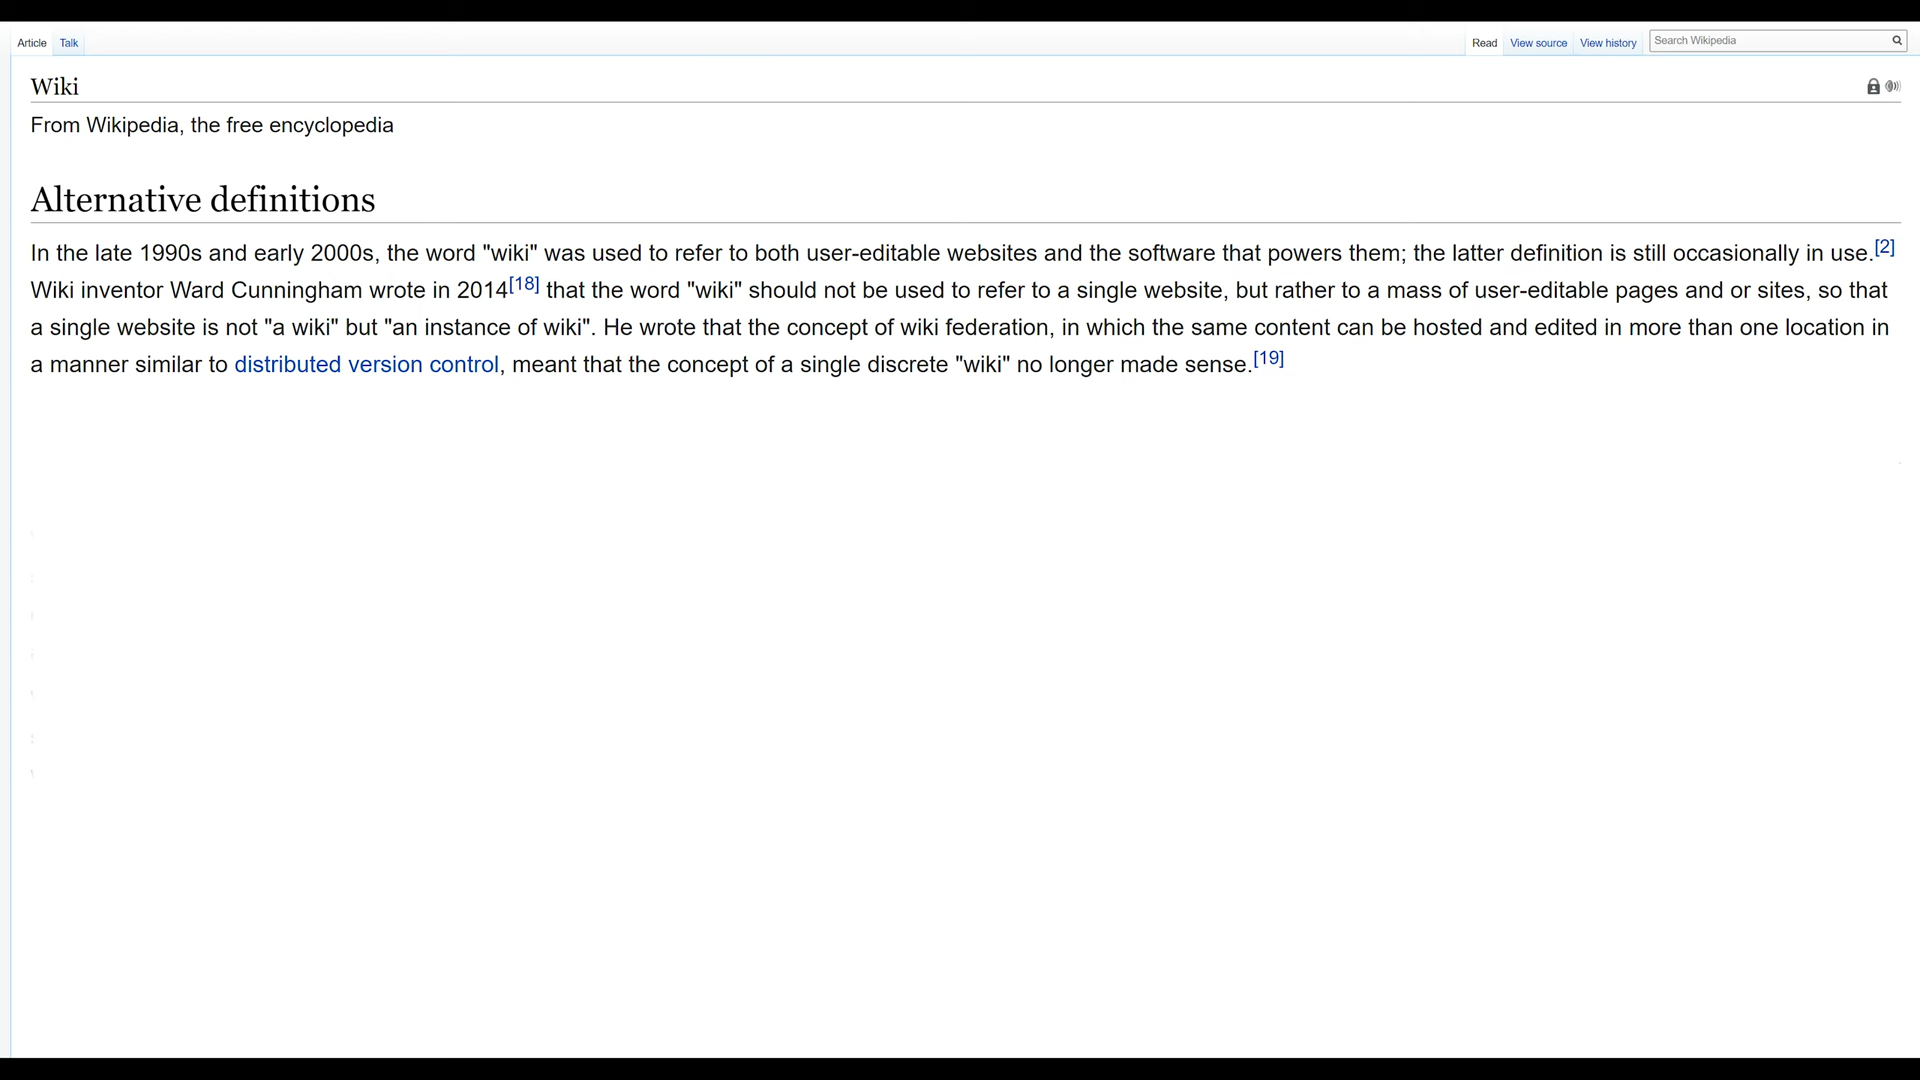 Article Talk Read View source View history Search Wikipedia
Wiki
From Wikipedia, the free encyclopedia
Alternative definitions
In the late 1990s and early 2000s, the word "wiki" was used to refer to both user-editable websites and the software that powers them; the latter definition is still occasionally in use.[2]
Wiki inventor Ward Cunningham wrote in 2014[18] that the word "wiki" should not be used to refer to a single website, but rather to a mass of user-editable pages and or sites, so that
a single website is not "a wiki" but "an instance of wiki". He wrote that the concept of wiki federation, in which the same content can be hosted and edited in more than one location in
a manner similar to distributed version control, meant that the concept of a single discrete "wiki" no longer made sense.[19]